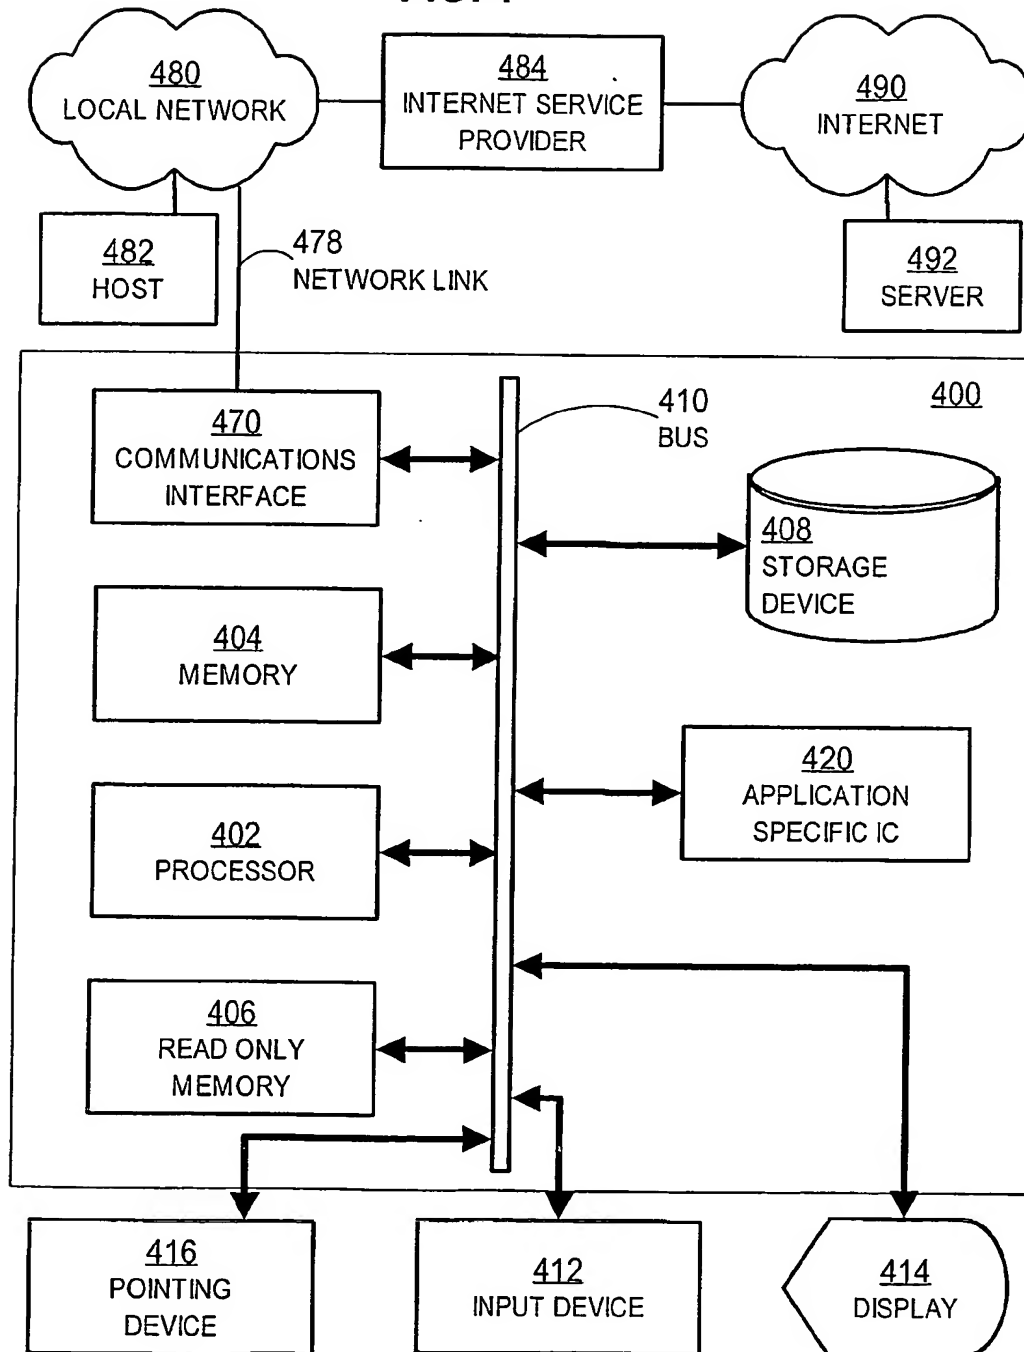 480
LOCAL NETWORK
484
INTERNET SERVICE
PROVIDER
490
INTERNET
482
HOST
478
NETWORK LINK
492
SERVER
470
COMMUNICATIONS
INTERFACE
410
BUS
400
408
STORAGE
DEVICE
404
MEMORY
420
APPLICATION
SPECIFIC IC
402
PROCESSOR
406
READ ONLY
MEMORY
416
POINTING
DEVICE
412
INPUT DEVICE
414
DISPLAY